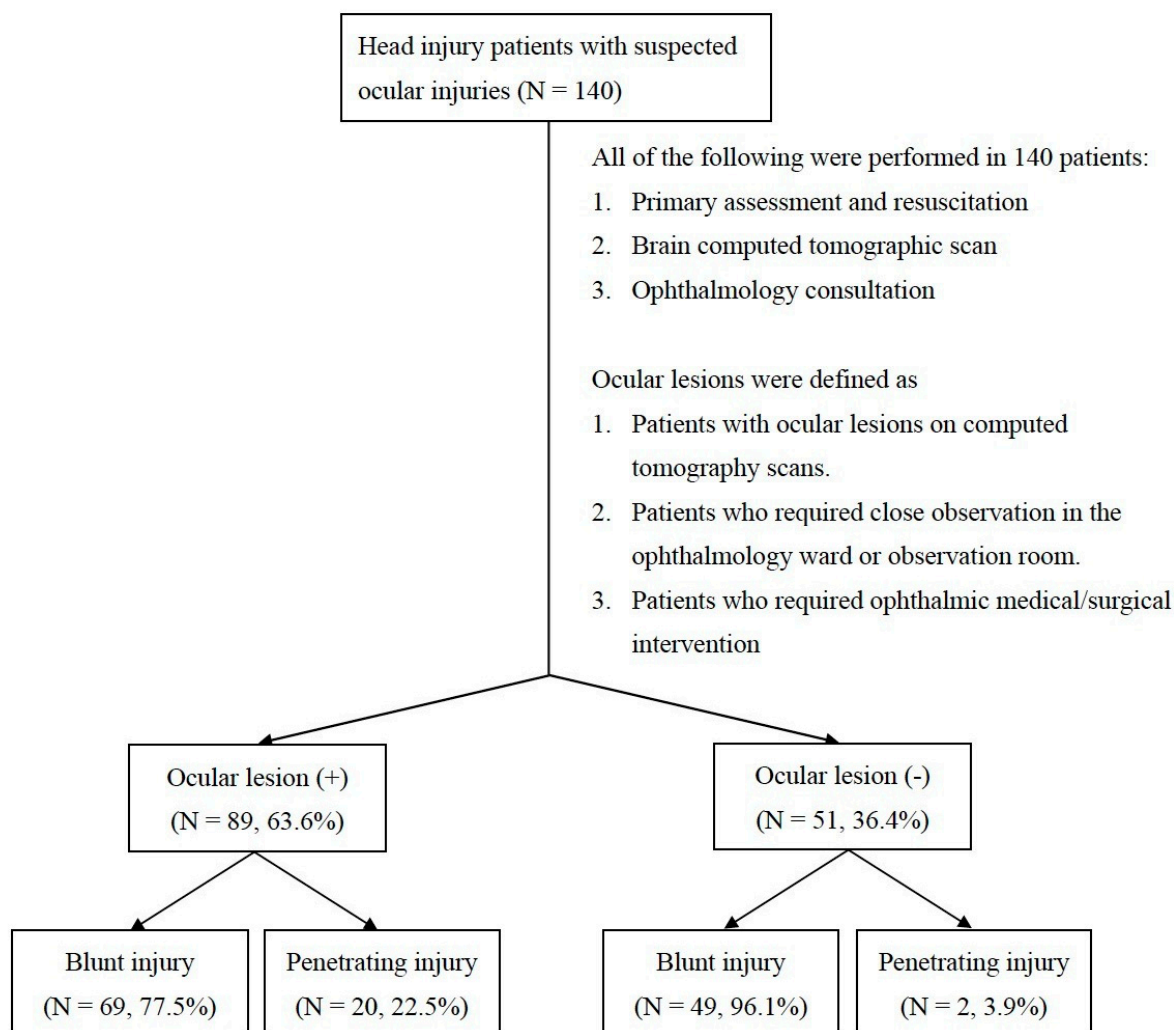 Head injury patients with suspected
ocular injuries (N = 140)
All of the following were performed in 140 patients:
1. Primary assessment and resuscitation
2. Brain computed tomographic scan
3. Ophthalmology consultation
Ocular lesions were defined as
1. Patients with ocular lesions on computed
tomography scans.
2. Patients who required close observation in the
ophthalmology ward or observation room.
3. Patients who required ophthalmic medical/surgical
intervention
Ocular lesion (+)
(N = 89, 63.6%)
Ocular lesion (-)
(N = 51, 36.4%)
Blunt injury
(N = 69, 77.5%)
Penetrating injury
(N = 20, 22.5%)
Blunt injury
(N = 49, 96.1%)
Penetrating injury
(N = 2, 3.9%)